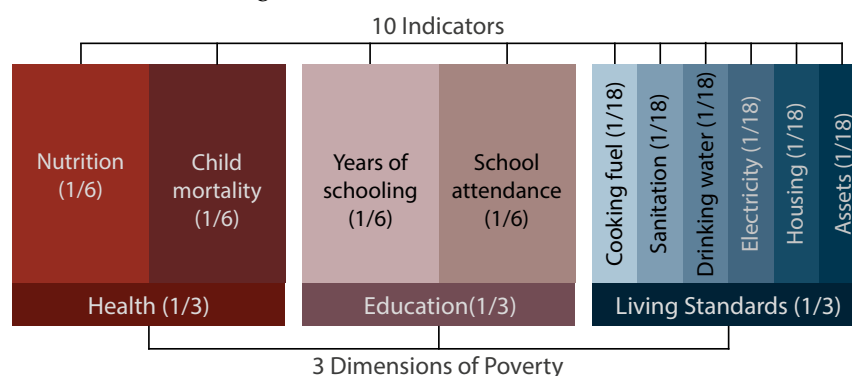 10 Indicators
Nutrition
(1/6)
Child
mortality
(1/6)
Years of
schooling
(1/6)
School
attendance
(1/6)
Cooking fuel (1/18)
Sanitation (1/18)
Drinking water (1/18)
Electricity (1/18)
Housing (1/18)
Assets (1/18)
Health (1/3)
Education(1/3)
Living Standards (1/3)
3 Dimensions of Poverty